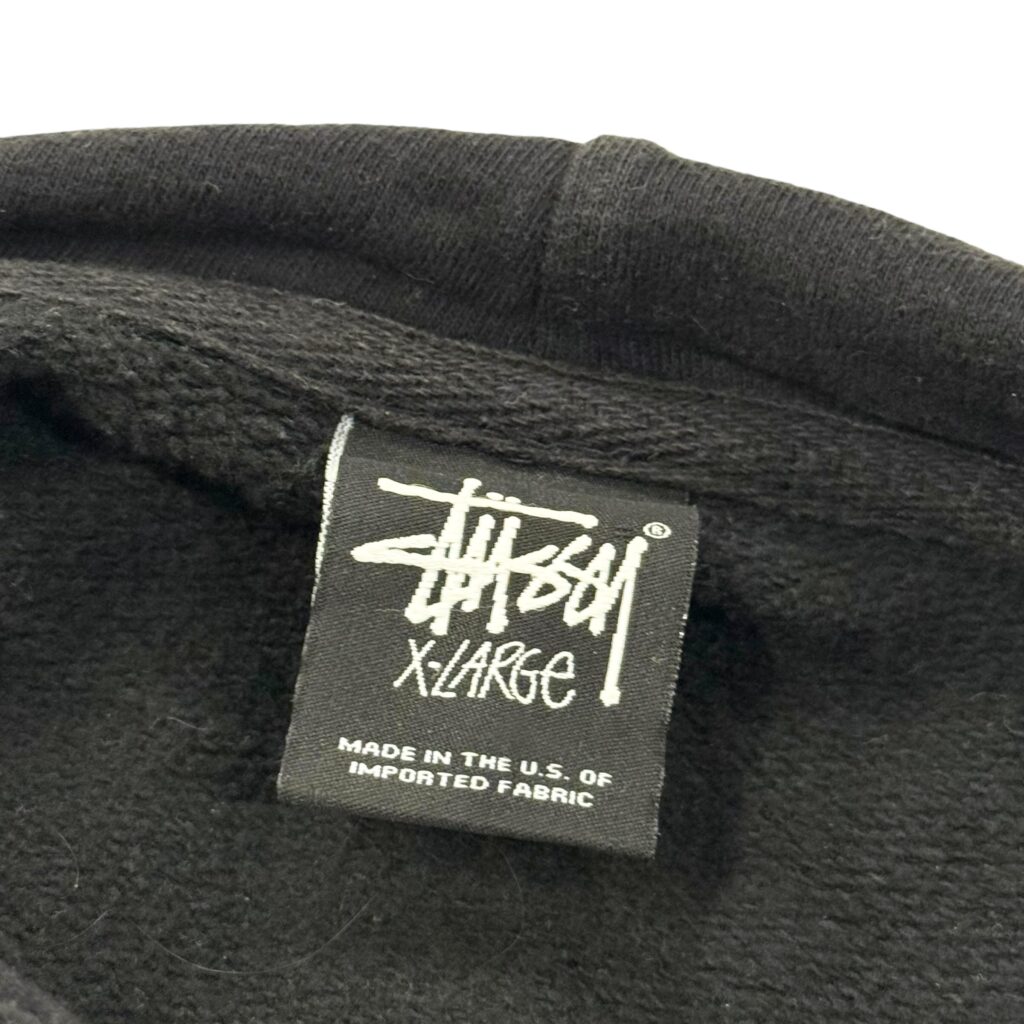 Stüssy ®
X-LARGe
MADE IN THE U.S. OF
IMPORTED FABRIC